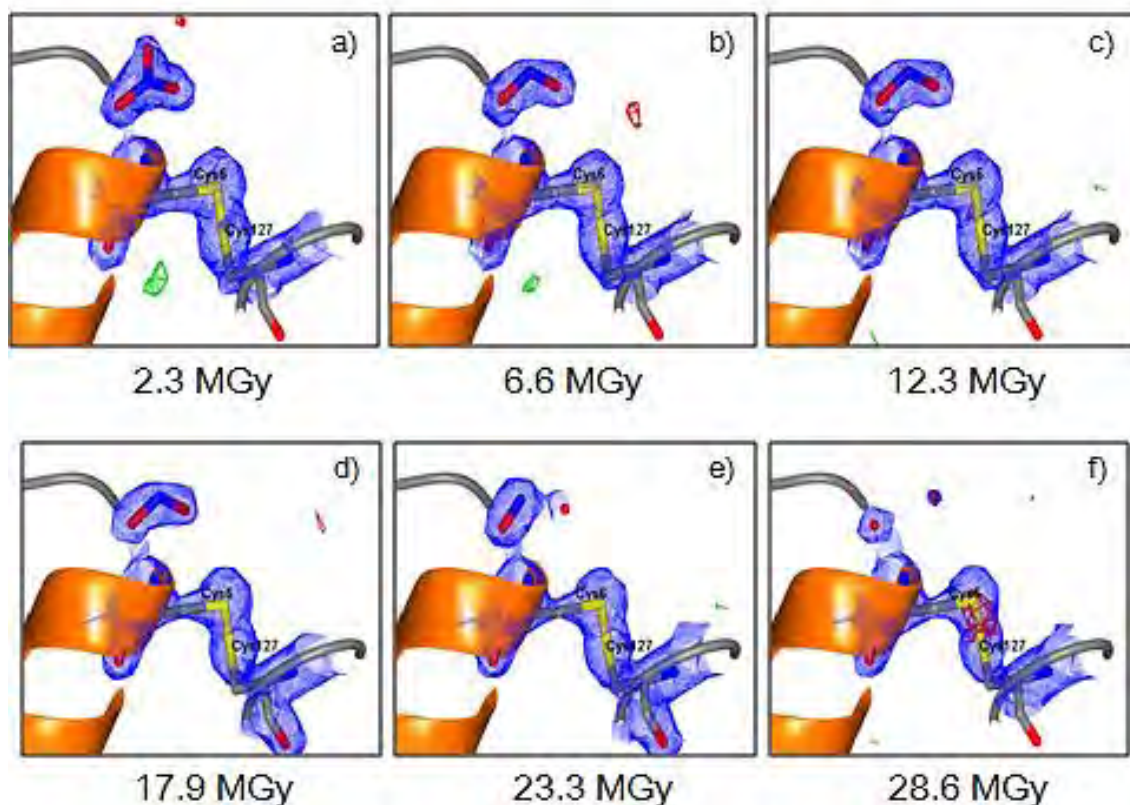 a)
Cys6
Cys127
2.3 MGy
b)
Cys6
Cys127
6.6 MGy
c)
Cys6
Cys127
12.3 MGy
d)
Cys6
Cys127
17.9 MGy
e)
Cys6
Cys127
23.3 MGy
f)
Cys6
Cys127
28.6 MGy